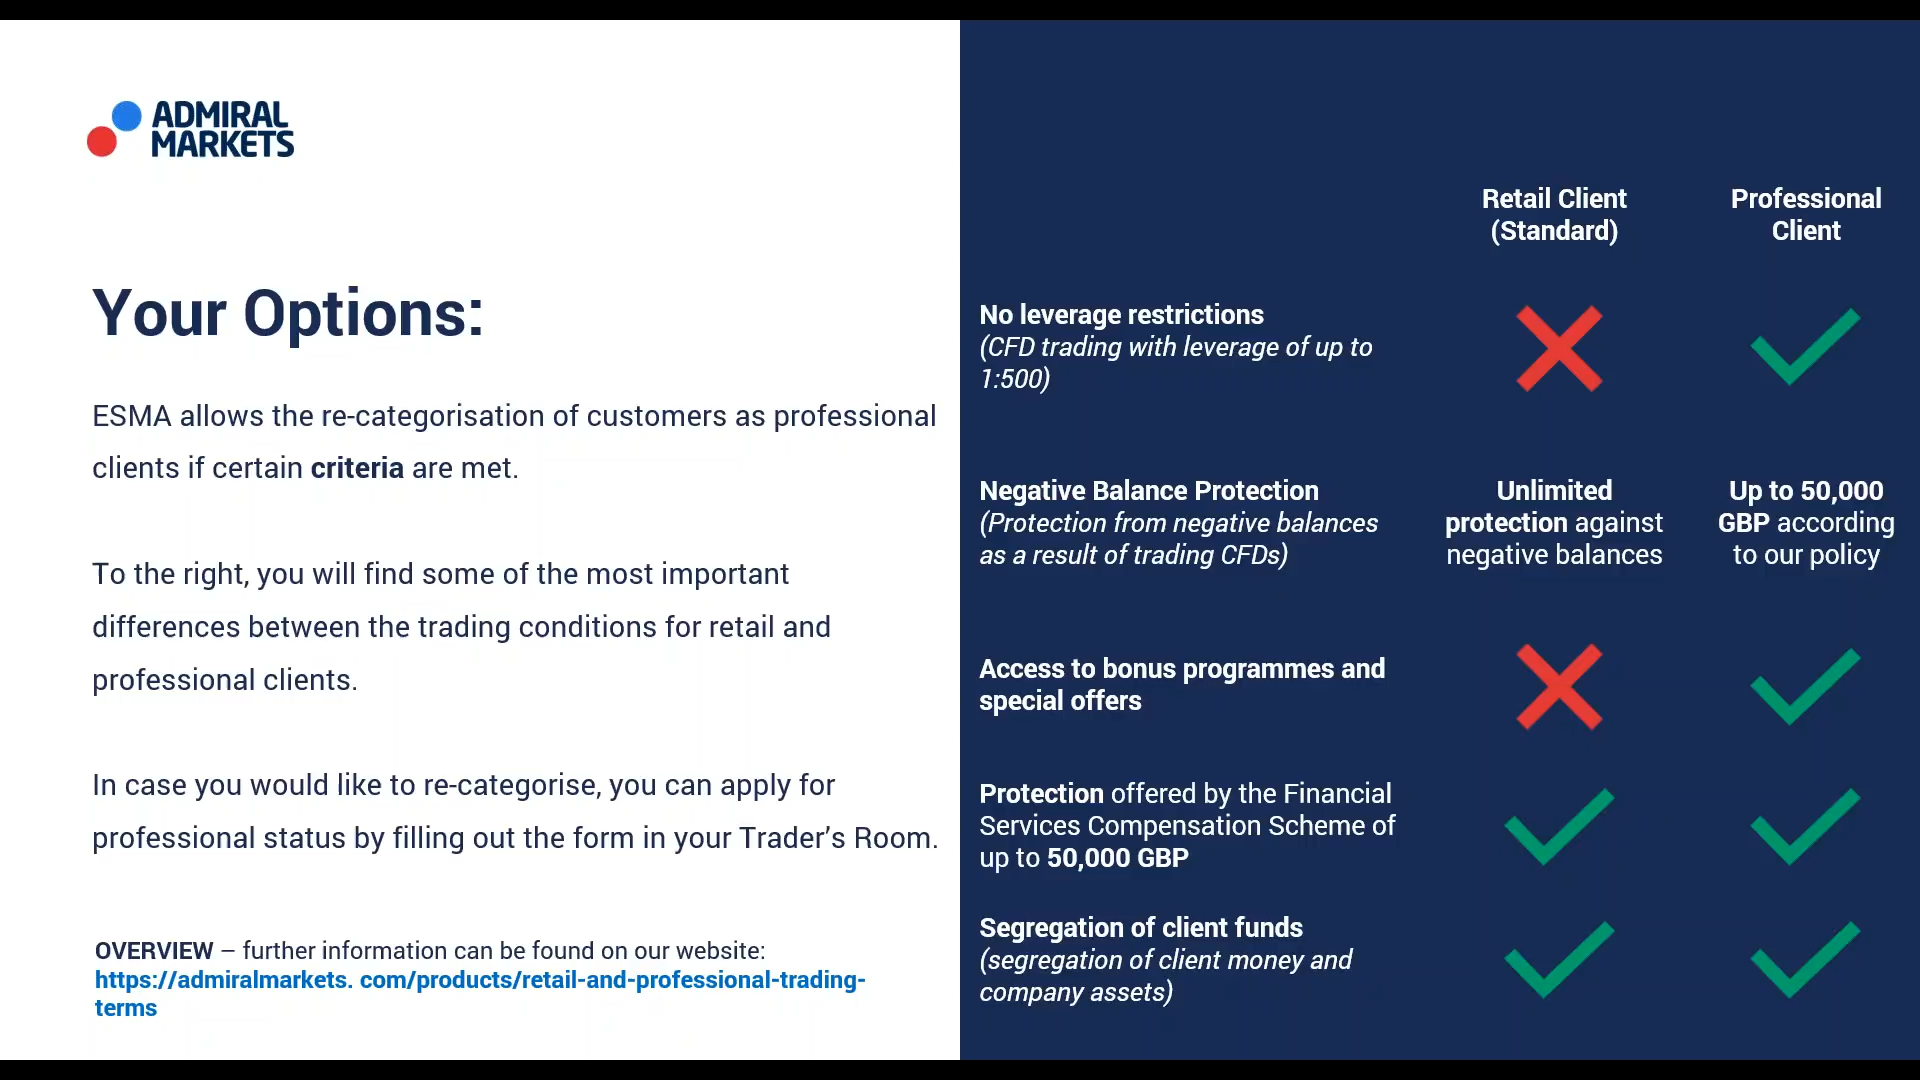 ADMIRAL
MARKETS
Your Options:
ESMA allows the re-categorisation of customers as professional
clients if certain criteria are met.
To the right, you will find some of the most important
differences between the trading conditions for retail and
professional clients.
In case you would like to re-categorise, you can apply for
professional status by filling out the form in your Trader’s Room.
OVERVIEW – further information can be found on our website:
https://admiralmarkets. com/products/retail-and-professional-trading-
terms
Retail Client
(Standard)
Professional
Client
No leverage restrictions
(CFD trading with leverage of up to
1:500)
Negative Balance Protection
(Protection from negative balances
as a result of trading CFDs)
Unlimited
protection against
negative balances
Up to 50,000
GBP according
to our policy
Access to bonus programmes and
special offers
Protection offered by the Financial
Services Compensation Scheme of
up to 50,000 GBP
Segregation of client funds
(segregation of client money and
company assets)